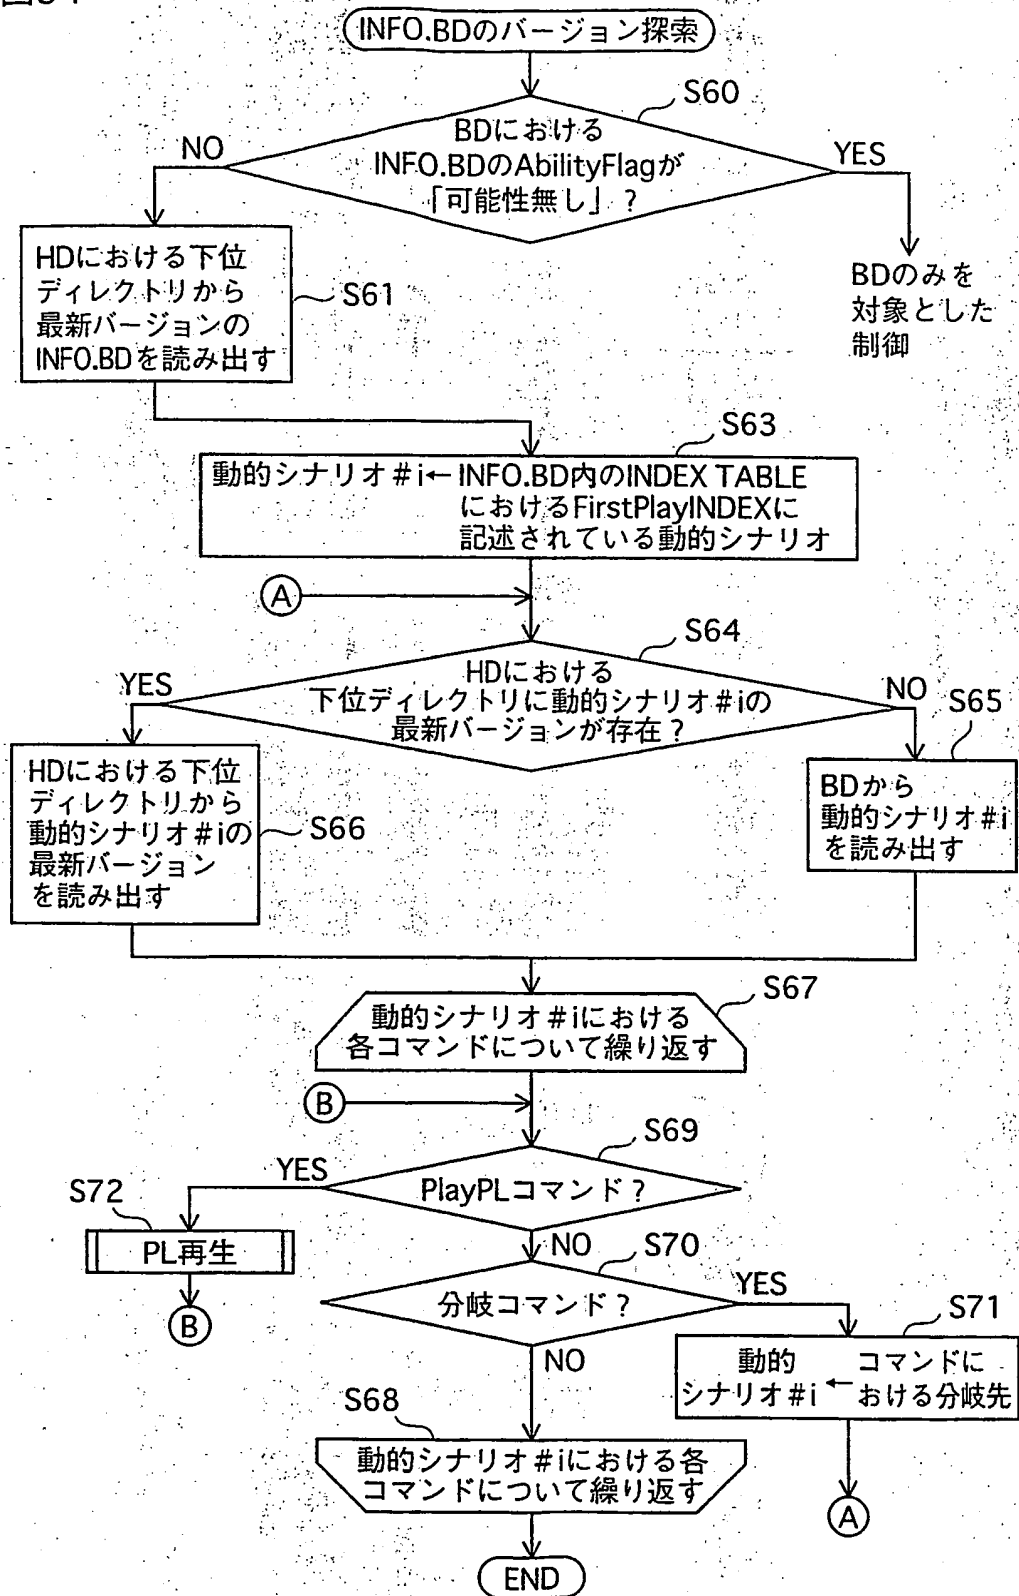 INFO.BDのバージョン探索
S60
BDにおける
INFO.BDのAbilityFlagが
「可能性無し」?
NO
YES
HDにおける下位
ディレクトリから
最新バージョンの
INFO.BDを読み出す
S61
BDのみを
対象とした
制御
S63
動的シナリオ#i←INFO.BD内のINDEX TABLE
におけるFirstPlayINDEXに
記述されている動的シナリオ
A
S64
HDにおける
下位ディレクトリに動的シナリオ#iの
最新バージョンが存在?
YES
NO
S65
HDにおける下位
ディレクトリから
動的シナリオ#iの
最新バージョン
を読み出す
S66
BDから
動的シナリオ#i
を読み出す
S67
動的シナリオ#iにおける
各コマンドについて繰り返す
B
S69
PlayPLコマンド?
YES
S72
PL再生
B
NO
S70
分岐コマンド?
YES
S71
動的
シナリオ#i
←
コマンドに
おける分岐先
A
NO
S68
動的シナリオ#iにおける各
コマンドについて繰り返す
END